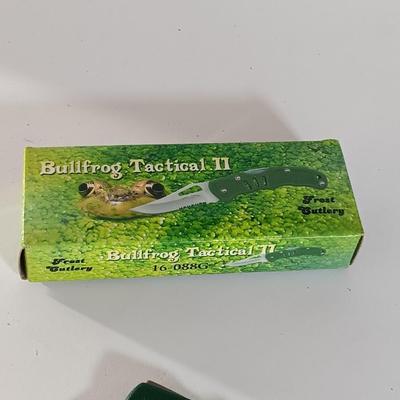 Bullfrog Tactical II
Frost
Cutlery
Bullfrog Tactical II
16-088G
Frost
Cutlery